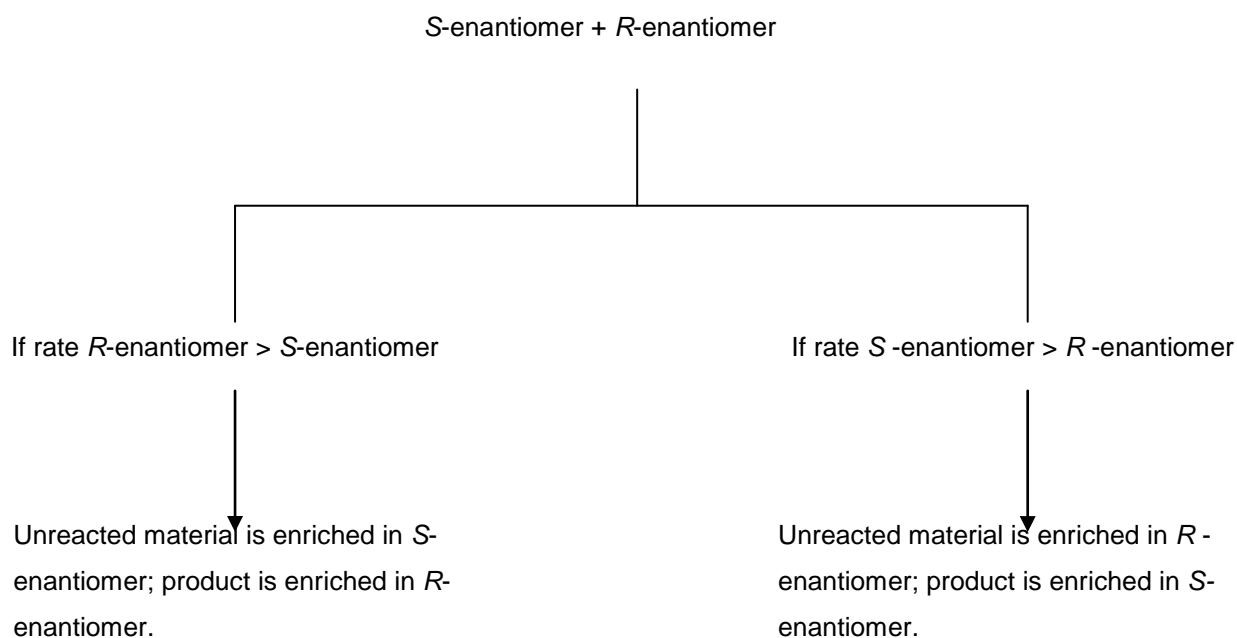 S-enantiomer + R-enantiomer
If rate R-enantiomer > S-enantiomer
If rate S -enantiomer > R -enantiomer
Unreacted material is enriched in S-
enantiomer; product is enriched in R-
enantiomer.
Unreacted material is enriched in R -
enantiomer; product is enriched in S-
enantiomer.